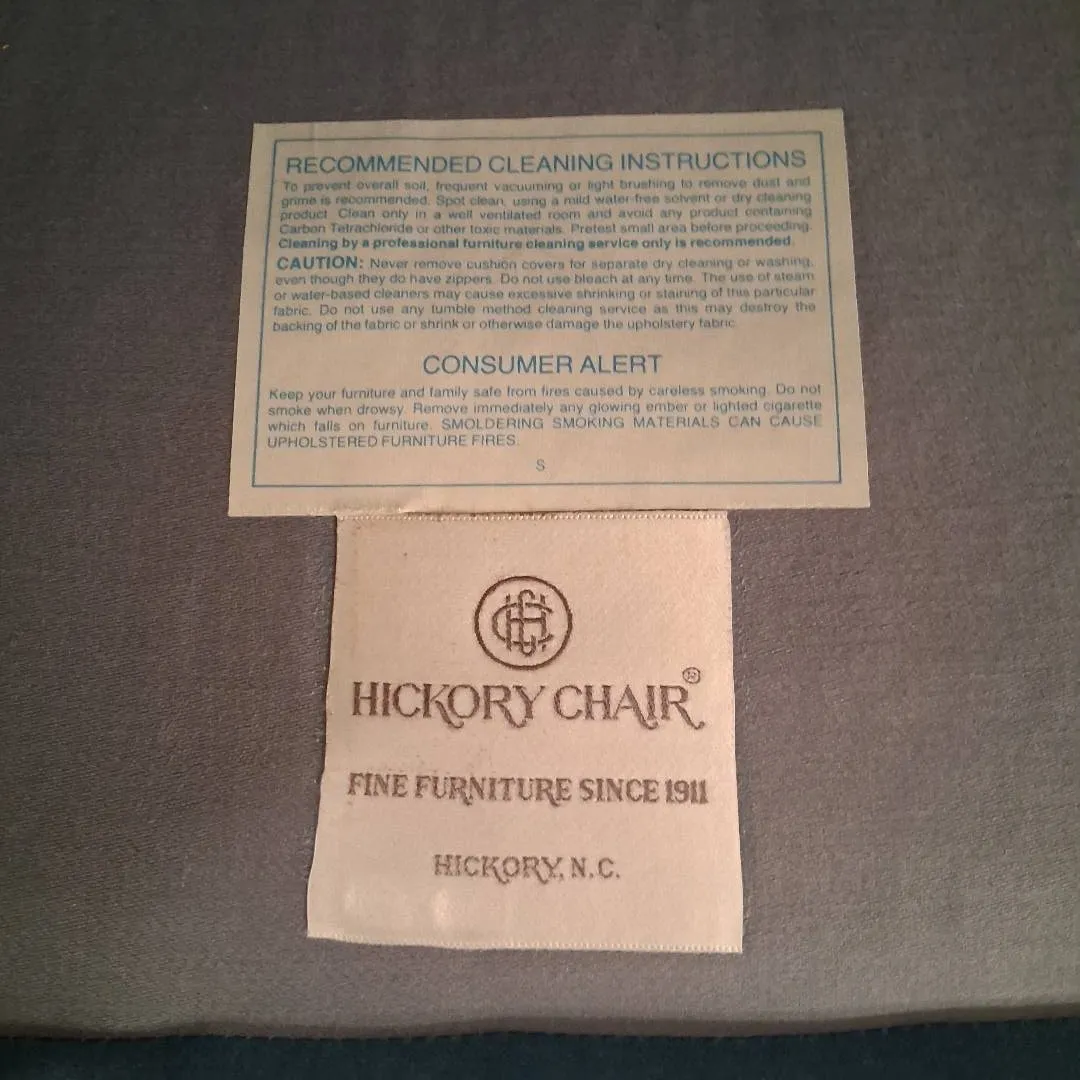 RECOMMENDED CLEANING INSTRUCTIONS
To prevent overall soil, frequent vacuuming or light brushing to remove dust and
grime is recommended. Spot clean, using a mild water-free solvent or dry cleaning
product. Clean only in a well ventilated room and avoid any product containing
Carbon Tetrachloride or other toxic materials. Pretest small area before proceeding.
Cleaning by a professional furniture cleaning service only is recommended.
CAUTION: Never remove cushion covers for separate dry cleaning or washing,
even though they do have zippers. Do not use bleach at any time. The use of steam
or water-based cleaners may cause excessive shrinking or staining of this particular
fabric. Do not use any tumble method cleaning service as this may destroy the
backing of the fabric or shrink or otherwise damage the upholstery fabric.
CONSUMER ALERT
Keep your furniture and family safe from fires caused by careless smoking. Do not
smoke when drowsy. Remove immediately any glowing ember or lighted cigarette
which falls on furniture. SMOLDERING SMOKING MATERIALS CAN CAUSE
UPHOLSTERED FURNITURE FIRES.
S
HICKORY CHAIR®
FINE FURNITURE SINCE 1911
HICKORY, N.C.